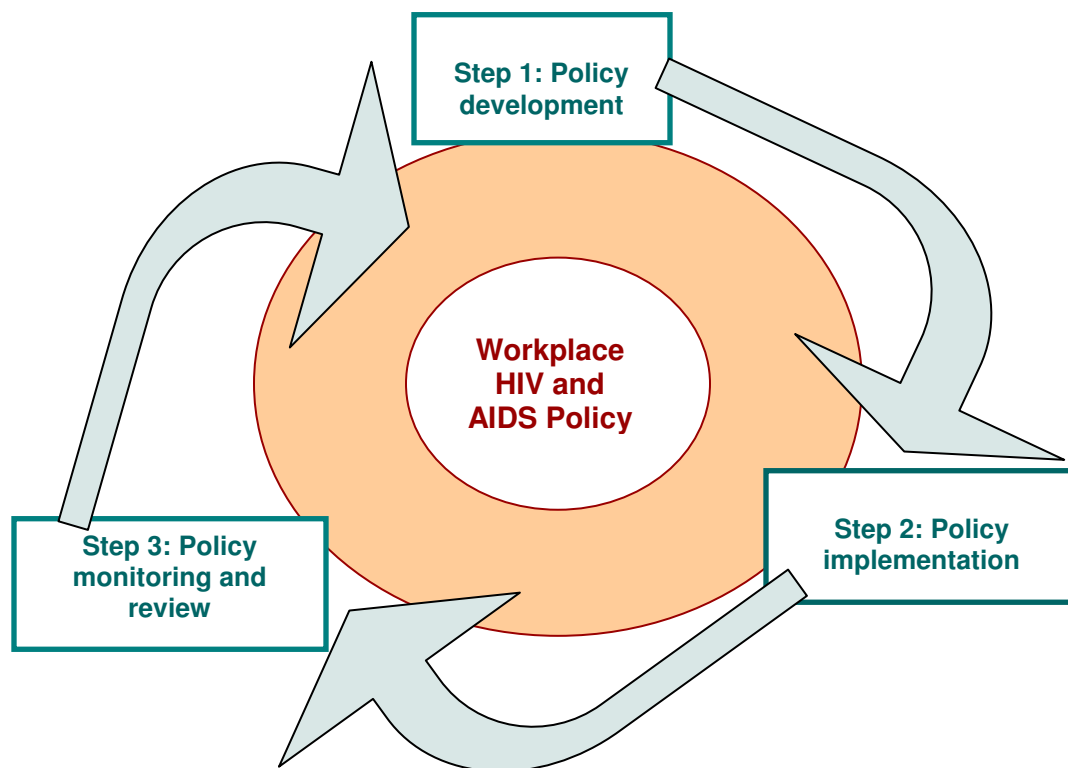 Step 1: Policy
development
Workplace
HIV and
AIDS Policy
Step 2: Policy
implementation
Step 3: Policy
monitoring and
review